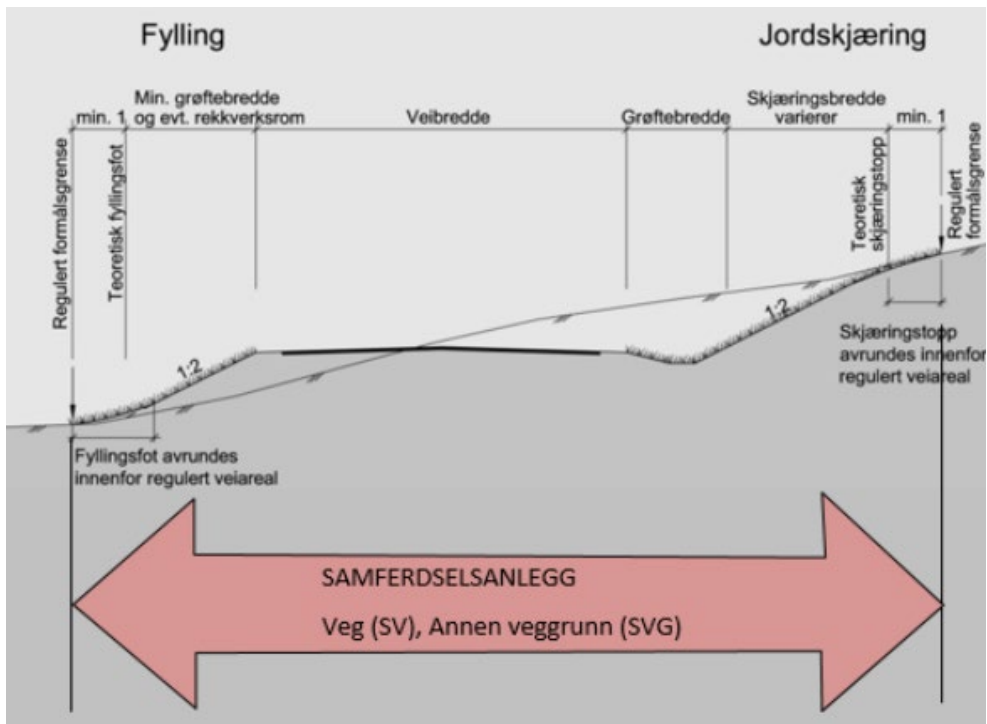 Fylling
Jordskjæring
min. 1
Min. grøftebredde
og evt. rekkverksrom
Veibredde
Grøftebredde
Skjæringsbredde
varierer
min. 1
Regulert formålsgrense
Teoretisk fyllingsfot
Teoretisk
skjæringstopp
Regulert
formålsgrense
1:2
1:2
Skjæringstopp
avrundes innenfor
regulert veiareal
Fyllingsfot avrundes
innenfor regulert veiareal
SAMFERDSELSANLEGG
Veg (SV), Annen veggrunn (SVG)